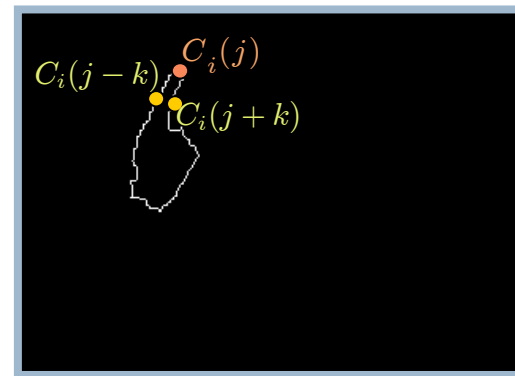 C_i(j)
C_i(j − k)
C_i(j + k)